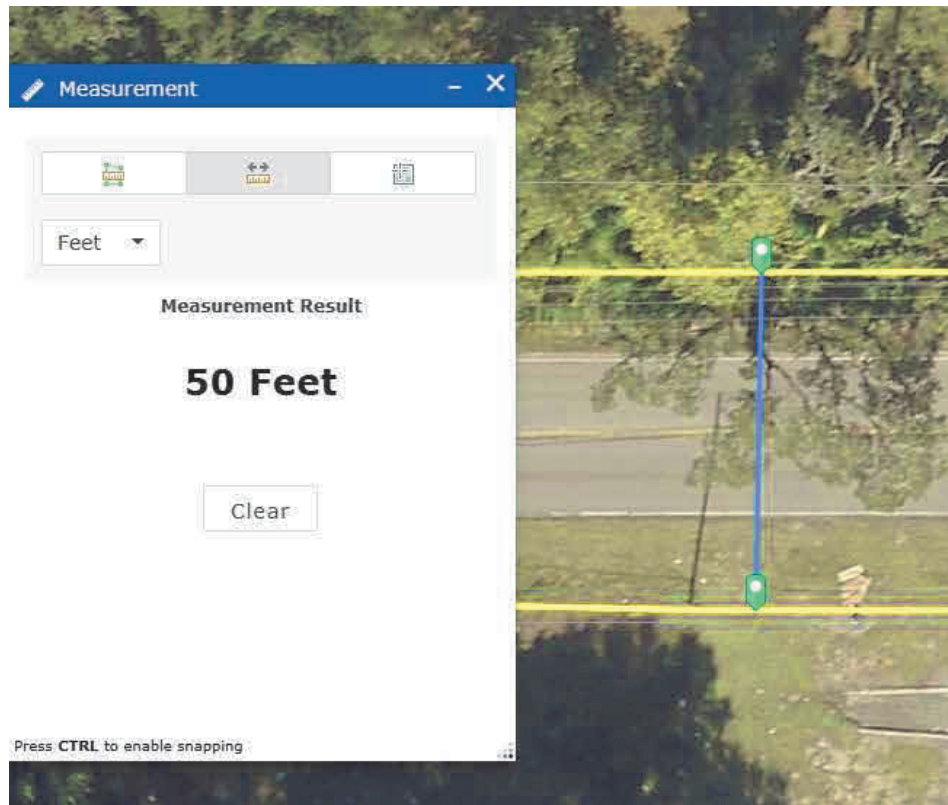 Measurement
Feet
Measurement Result
50 Feet
Clear
Press CTRL to enable snapping